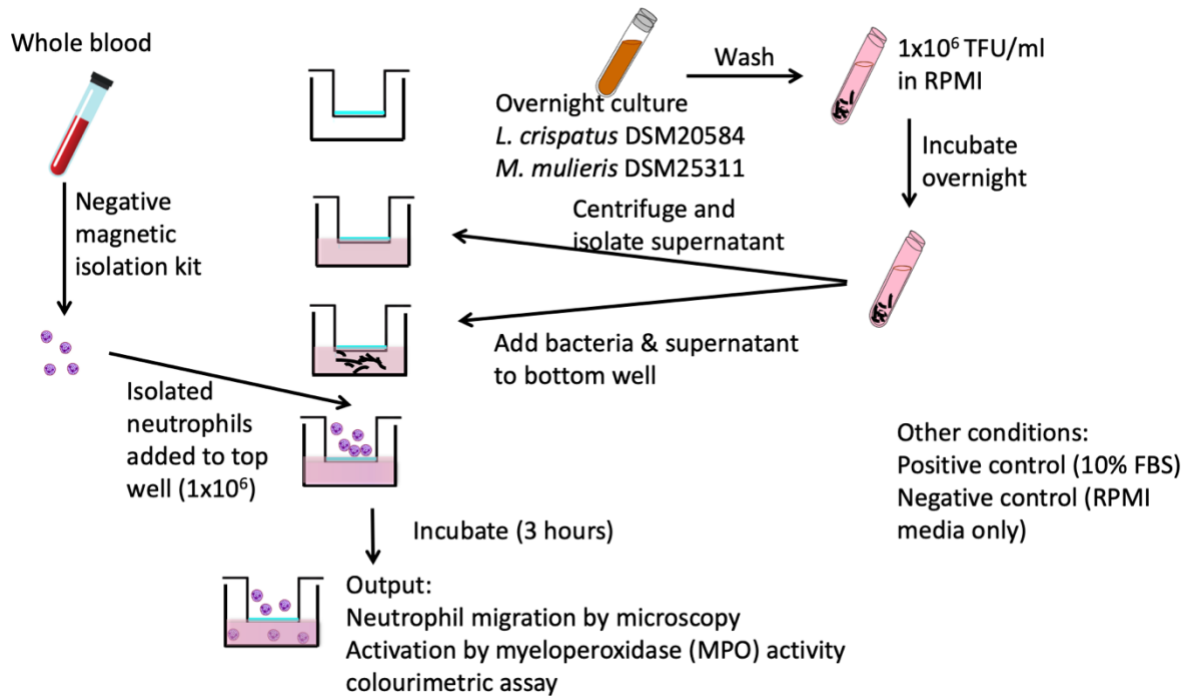 Whole blood
Negative
magnetic
isolation kit
Isolated
neutrophils
added to top
well (1x10⁶)
Overnight culture
L. crispatus DSM20584
M. mulieris DSM25311
Wash
1x10⁶ TFU/ml
in RPMI
Incubate
overnight
Centrifuge and
isolate supernatant
Add bacteria & supernatant
to bottom well
Other conditions:
Positive control (10% FBS)
Negative control (RPMI
media only)
Incubate (3 hours)
Output:
Neutrophil migration by microscopy
Activation by myeloperoxidase (MPO) activity
colourimetric assay